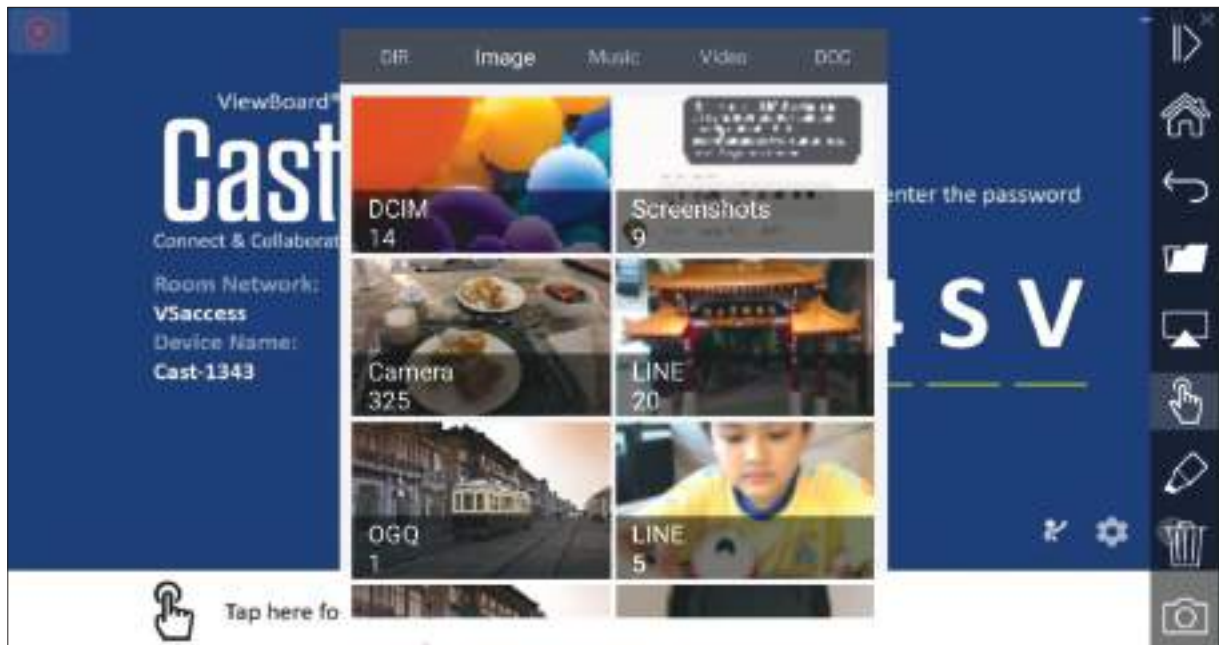 DIR Image Music Video DOC
ViewBoard®
Cast
Connect & Collaborat
Room Network:
VSaccess
Device Name:
Cast-1343
enter the password
4 S V
DCIM
14
Screenshots
9
Camera
325
LINE
20
OGQ
1
LINE
5
Tap here fo